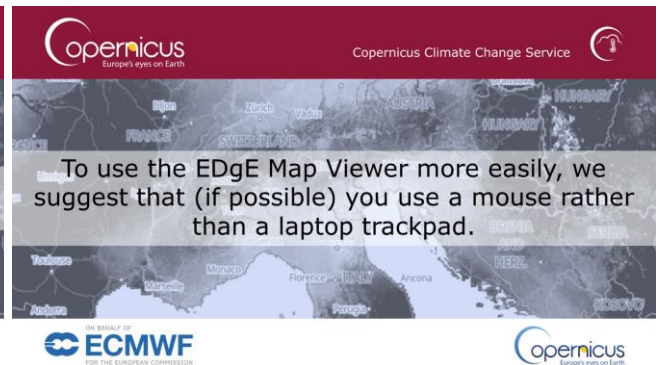 Copernicus
Europe's eyes on Earth
Copernicus Climate Change Service
Dijon
Zürich
Vaduz
AUSTRIA
HUNGARY
FRANCE
SWITZERLAND
HUNGARY
To use the EDgE Map Viewer more easily, we
suggest that (if possible) you use a mouse rather
than a laptop trackpad.
BOSNIA
AND
HERZ.
SERBIA
Toulouse
Monaco
Florence
ITALY
Ancona
Marseille
Andorra
Perugia
KOSOVO
ON BEHALF OF
ECMWF
FOR THE EUROPEAN COMMISSION
Copernicus
Europe's eyes on Earth